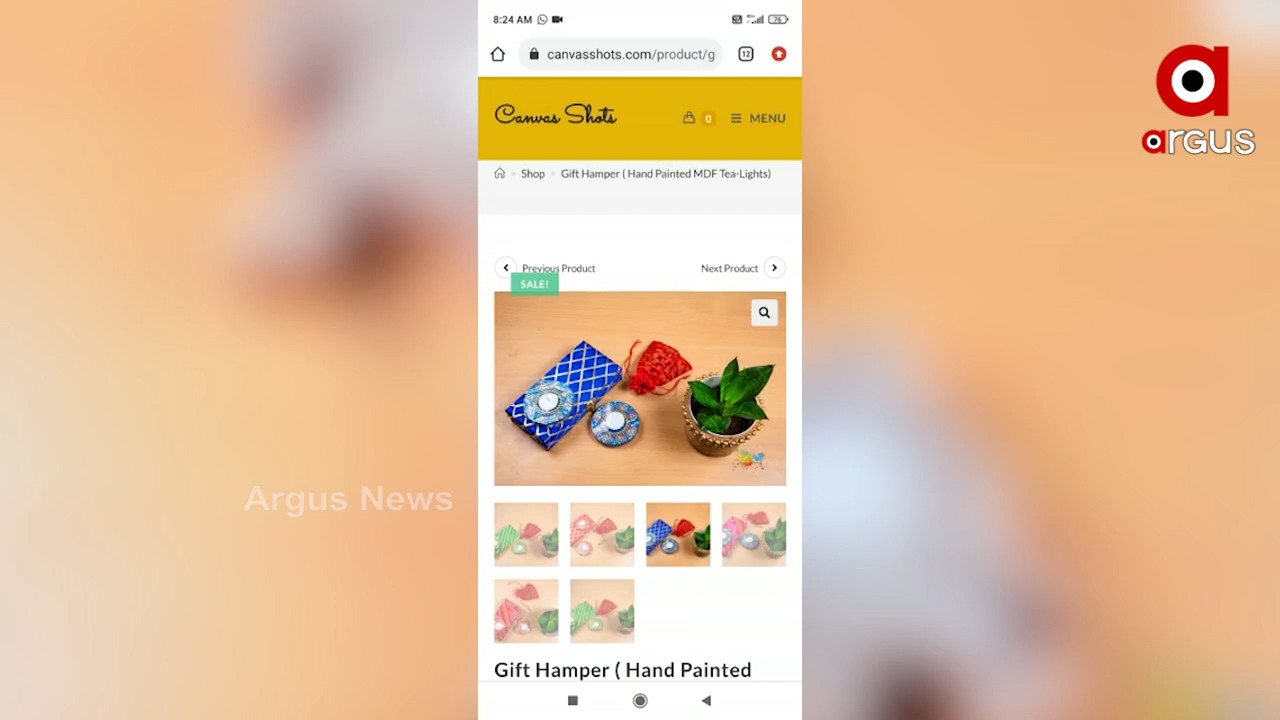 8:24 AM
76
canvasshots.com/product/g
12
Canvas Shots
0
MENU
Shop > Gift Hamper ( Hand Painted MDF Tea-Lights)
Previous Product
Next Product
SALE!
Gift Hamper ( Hand Painted
argus
Argus News